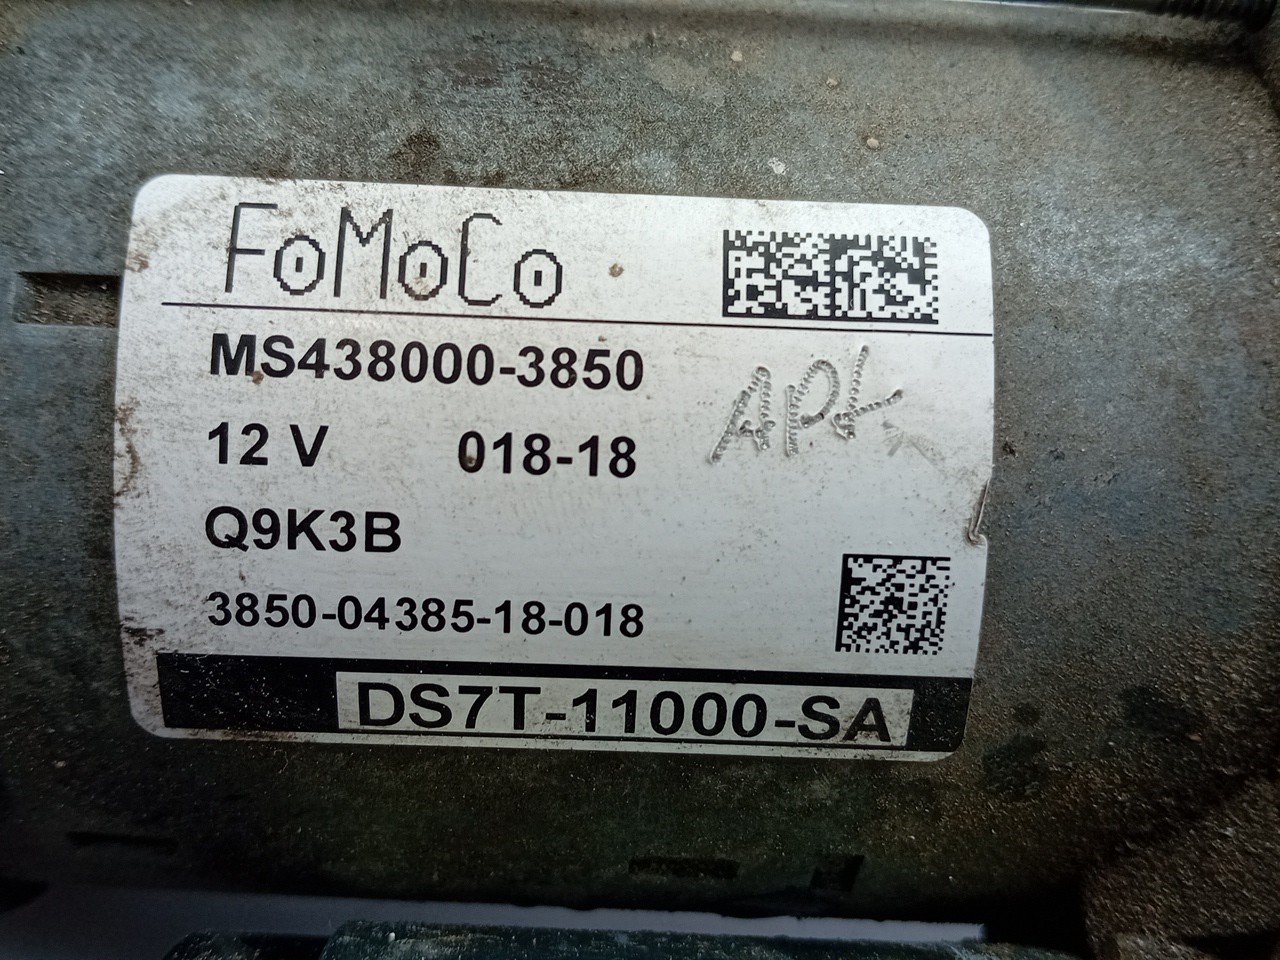 FoMoCo
MS438000-3850
12 V 018-18
Q9K3B
3850-04385-18-018
DS7T-11000-SA